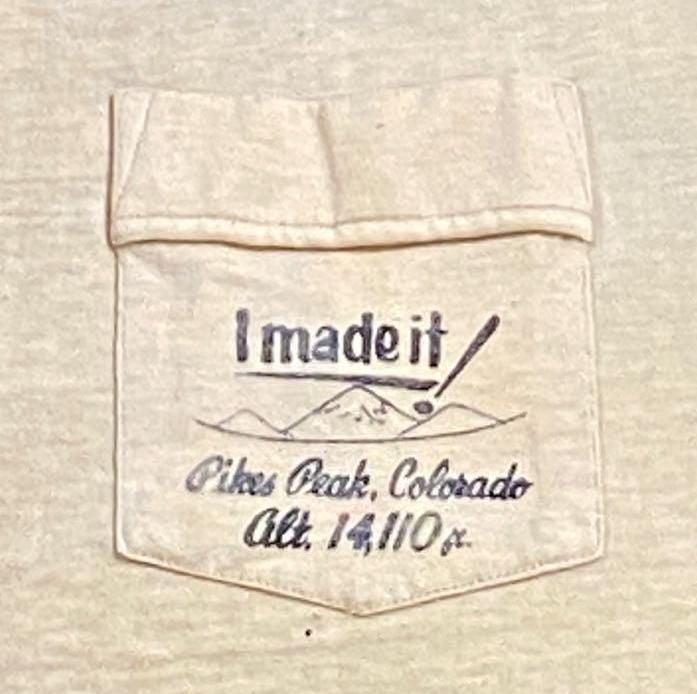 I made it!
Pikes Peak, Colorado
Alt. 14,110 ft.